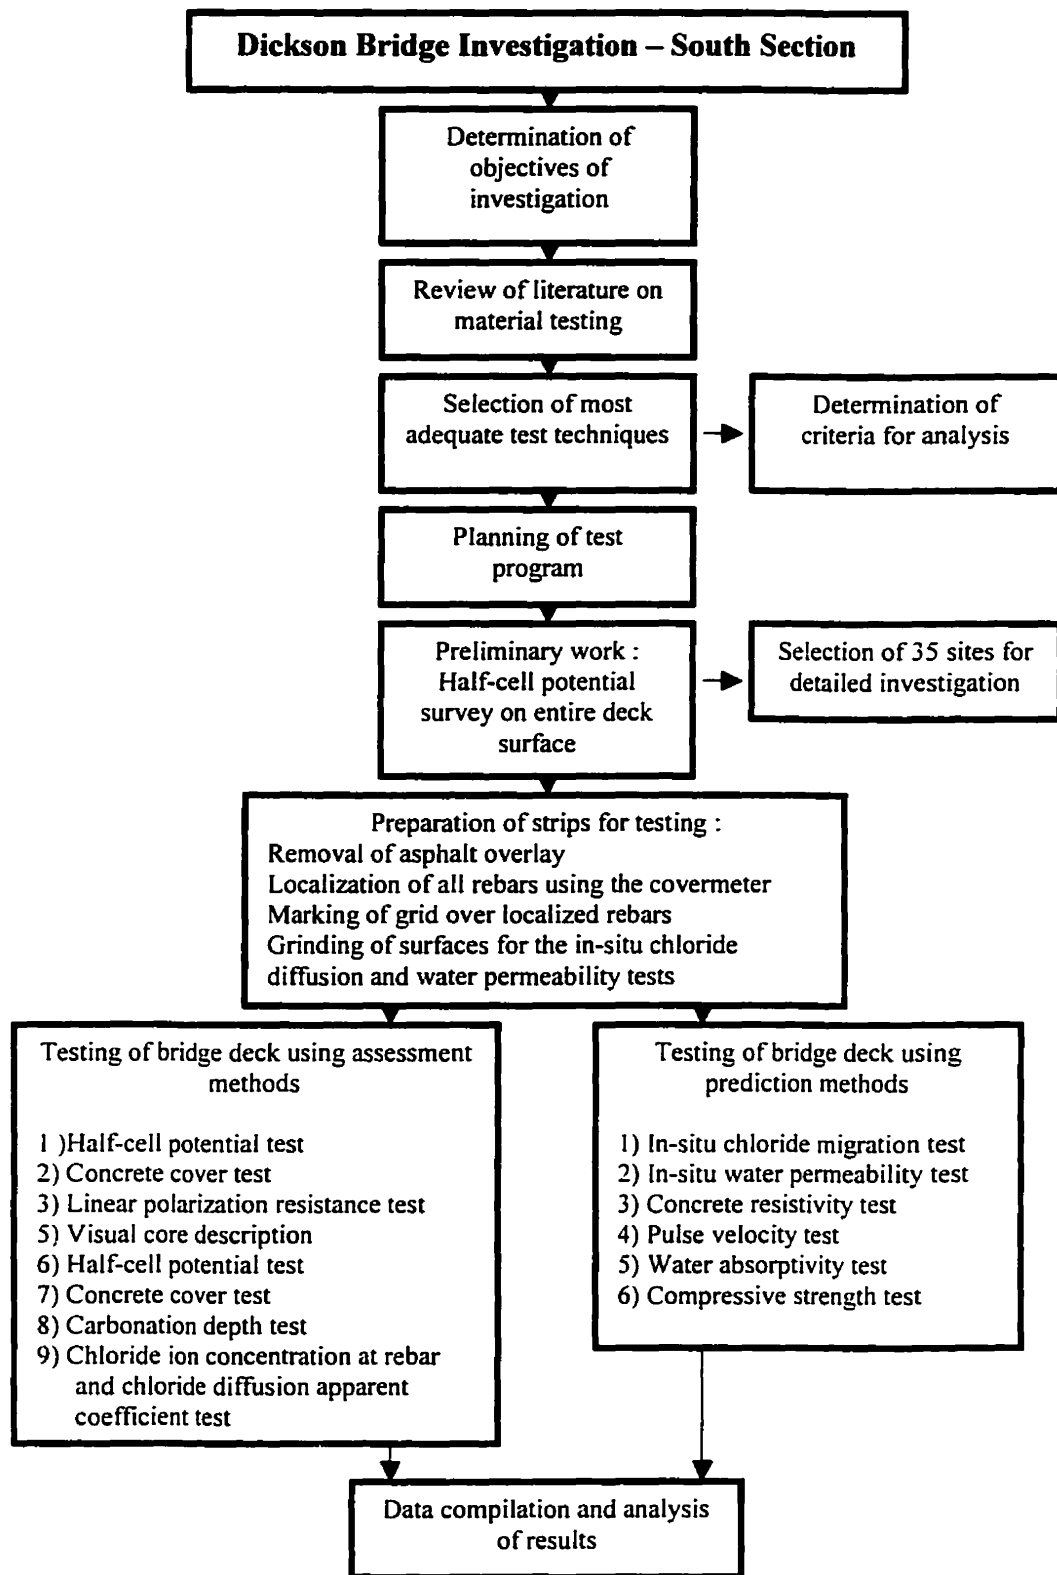 Dickson Bridge Investigation – South Section
Determination of
objectives of
investigation
Review of literature on
material testing
Selection of most
adequate test techniques
Determination of
criteria for analysis
Planning of test
program
Preliminary work :
Half-cell potential
survey on entire deck
surface
Selection of 35 sites for
detailed investigation
Preparation of strips for testing :
Removal of asphalt overlay
Localization of all rebars using the covermeter
Marking of grid over localized rebars
Grinding of surfaces for the in-situ chloride
diffusion and water permeability tests
Testing of bridge deck using assessment
methods
1 )Half-cell potential test
2) Concrete cover test
3) Linear polarization resistance test
5) Visual core description
6) Half-cell potential test
7) Concrete cover test
8) Carbonation depth test
9) Chloride ion concentration at rebar
and chloride diffusion apparent
coefficient test
Testing of bridge deck using
prediction methods
1) In-situ chloride migration test
2) In-situ water permeability test
3) Concrete resistivity test
4) Pulse velocity test
5) Water absorptivity test
6) Compressive strength test
Data compilation and analysis
of results